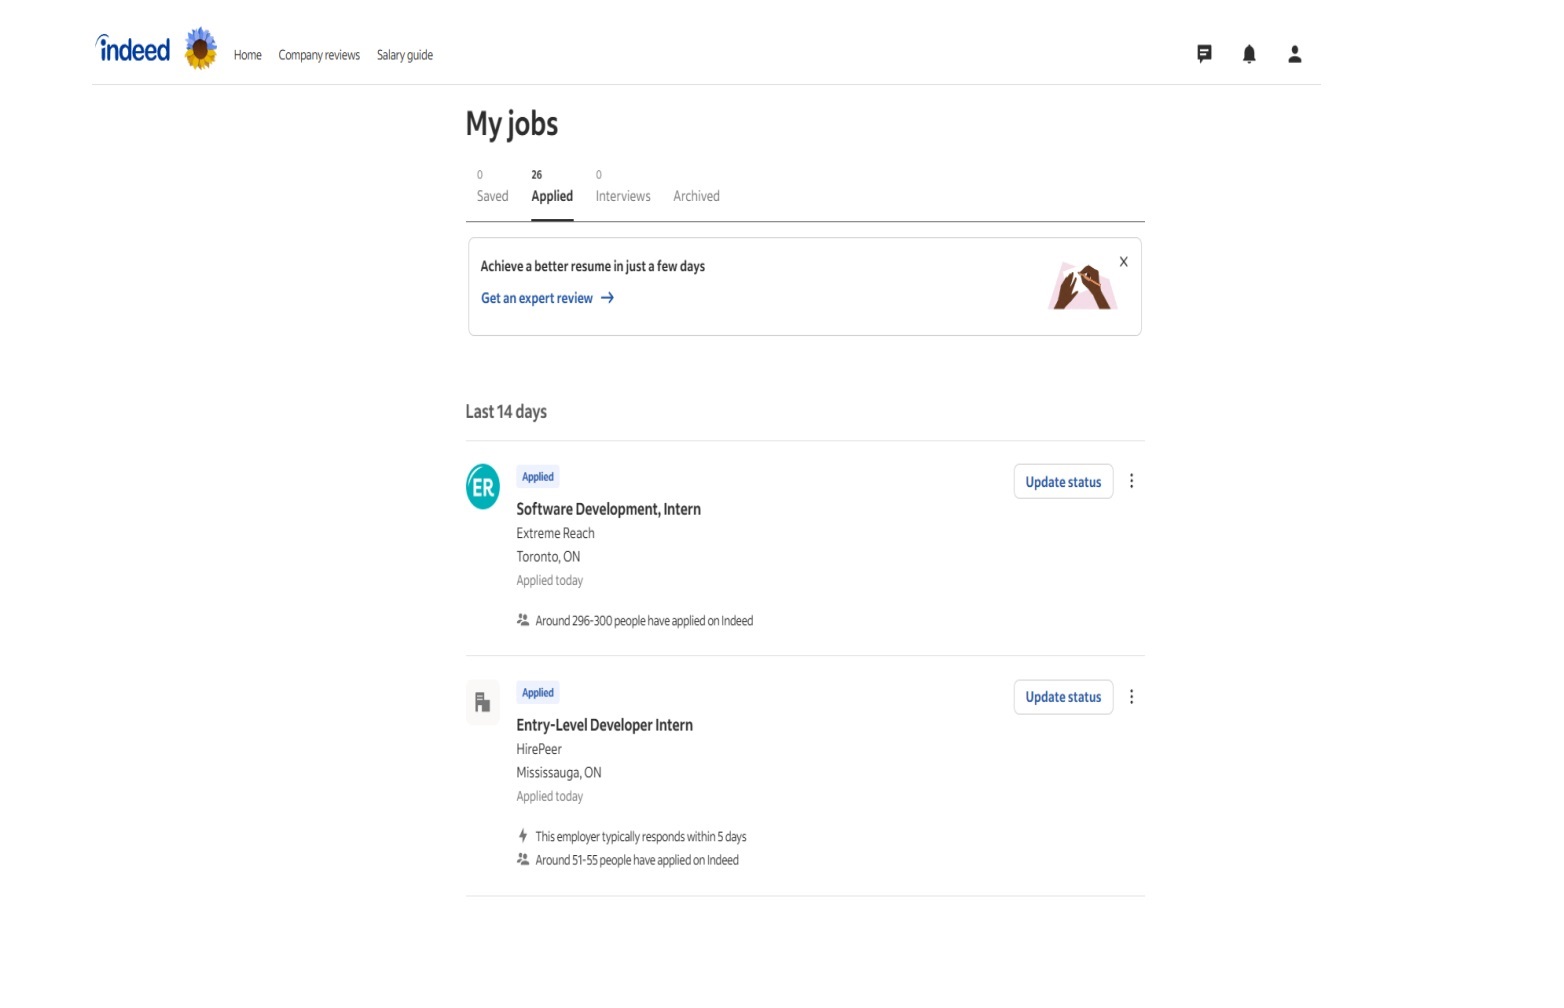 indeed
Home Company reviews Salary guide
My jobs
0 26 0
Saved Applied Interviews Archived
Achieve a better resume in just a few days
X
Get an expert review
Last 14 days
ER
Applied
Update status
Software Development, Intern
Extreme Reach
Toronto, ON
Applied today
Around 296-300 people have applied on Indeed
Applied
Update status
Entry-Level Developer Intern
HirePeer
Mississauga, ON
Applied today
This employer typically responds within 5 days
Around 51-55 people have applied on Indeed